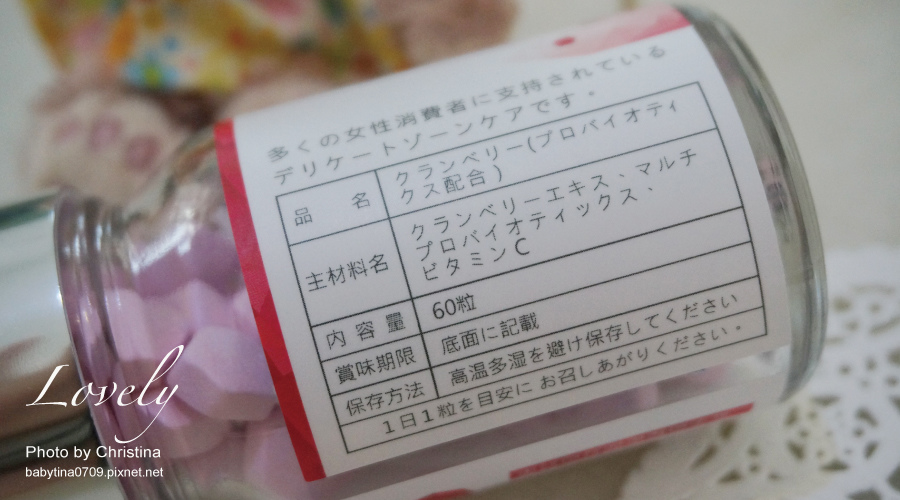 多くの女性消費者に支持されている
デリケートゾーンケアです。
品 名 クランベリー(プロバイオティ
クス配合)
主材料名 クランベリーエキス、マルチ
プロバイオティックス、
ビタミンC
内容量 60粒
賞味期限 底面に記載
保存方法 高温多湿を避け保存してください
1日1粒を目安に お召しあがりください。
Lovely
Photo by Christina
babytina0709.pixnet.net